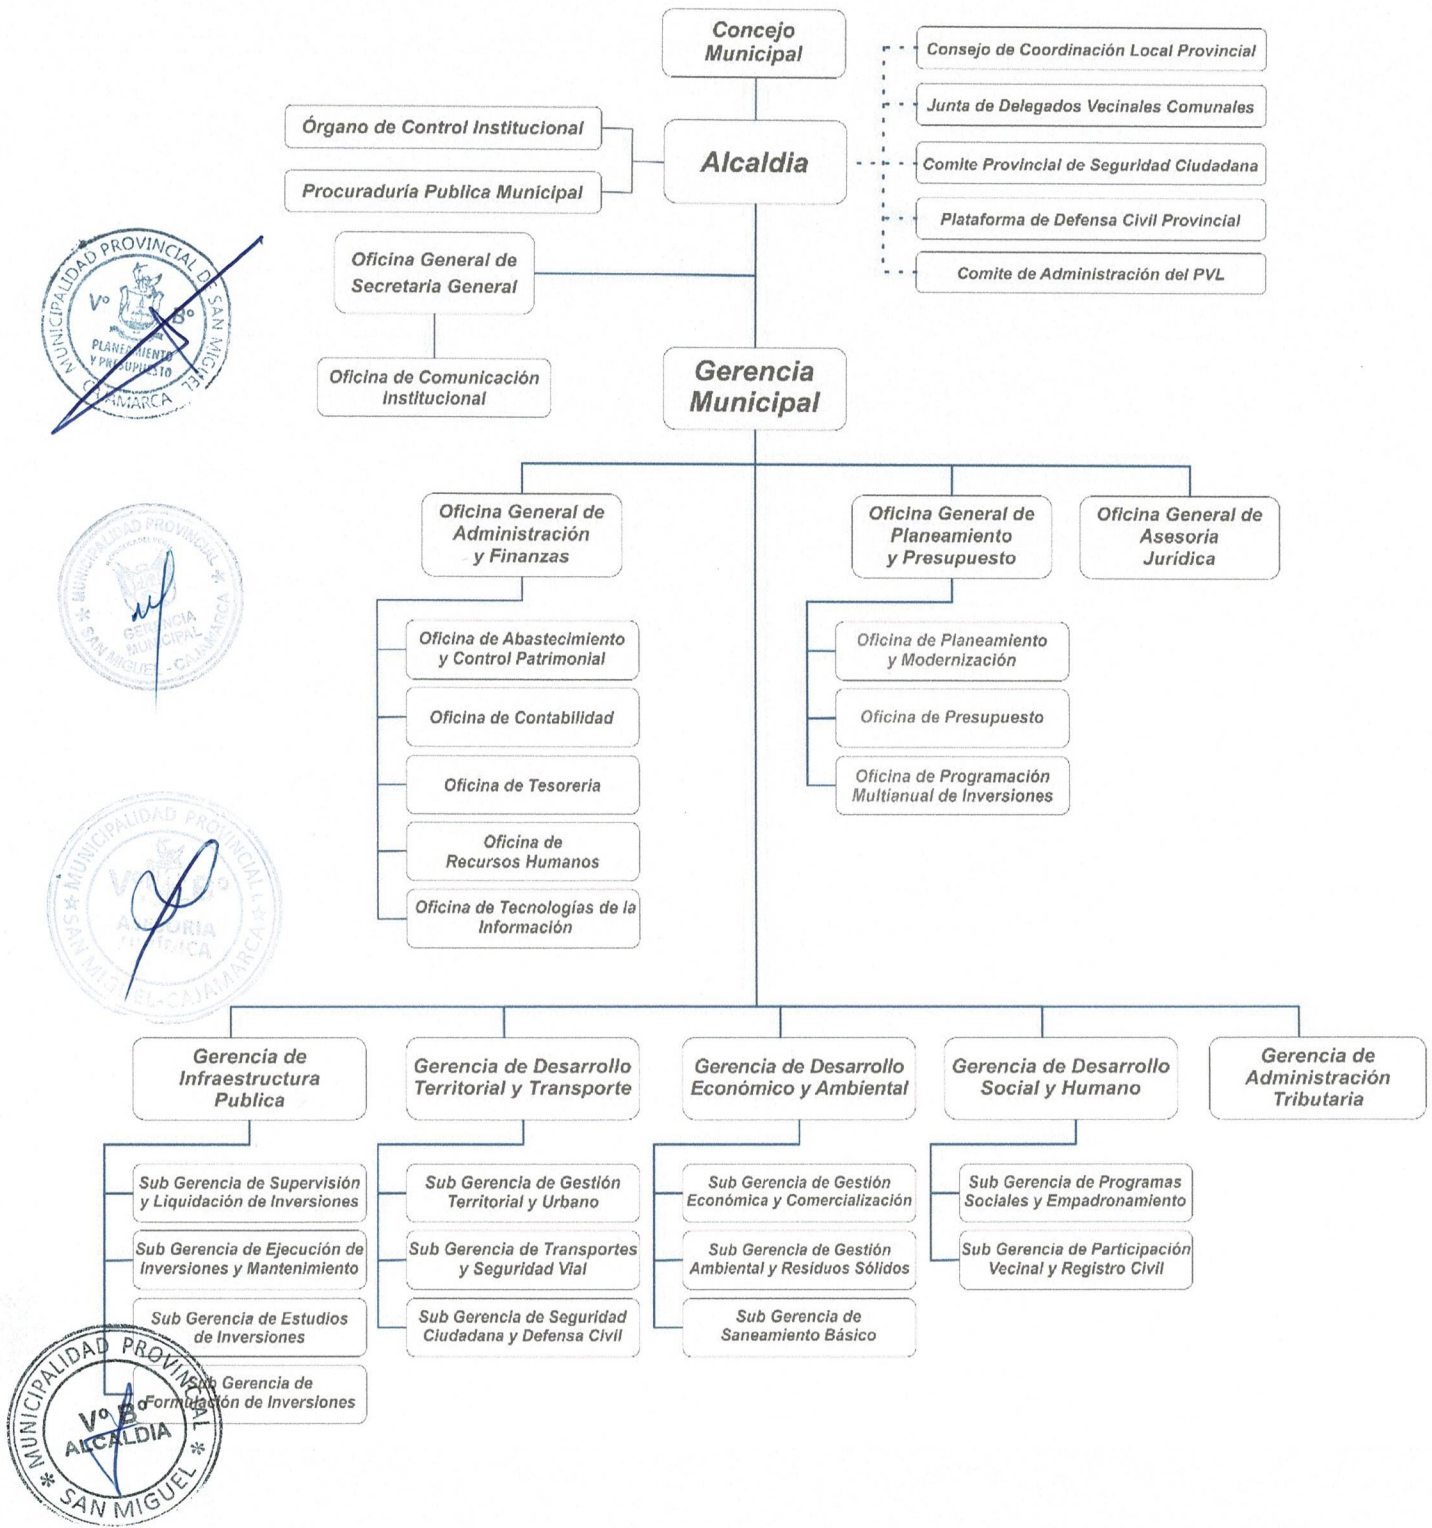 Concejo
Municipal
Consejo de Coordinación Local Provincial
Junta de Delegados Vecinales Comunales
Comite Provincial de Seguridad Ciudadana
Plataforma de Defensa Civil Provincial
Comite de Administración del PVL
Órgano de Control Institucional
Procuraduría Publica Municipal
Alcaldia
Oficina General de
Secretaria General
Oficina de Comunicación
Institucional
Gerencia
Municipal
Oficina General de
Administración
y Finanzas
Oficina General de
Planeamiento
y Presupuesto
Oficina General de
Asesoria
Jurídica
Oficina de Abastecimiento
y Control Patrimonial
Oficina de Contabilidad
Oficina de Tesoreria
Oficina de
Recursos Humanos
Oficina de Tecnologías de la
Información
Oficina de Planeamiento
y Modernización
Oficina de Presupuesto
Oficina de Programación
Multianual de Inversiones
Gerencia de
Infraestructura
Publica
Gerencia de Desarrollo
Territorial y Transporte
Gerencia de Desarrollo
Económico y Ambiental
Gerencia de Desarrollo
Social y Humano
Gerencia de
Administración
Tributaria
Sub Gerencia de Supervisión
y Liquidación de Inversiones
Sub Gerencia de Ejecución de
Inversiones y Mantenimiento
Sub Gerencia de Estudios
de Inversiones
Sub Gerencia de
Formulación de Inversiones
Sub Gerencia de Gestión
Territorial y Urbano
Sub Gerencia de Transportes
y Seguridad Vial
Sub Gerencia de Seguridad
Ciudadana y Defensa Civil
Sub Gerencia de Gestión
Económica y Comercialización
Sub Gerencia de Gestión
Ambiental y Residuos Sólidos
Sub Gerencia de
Saneamiento Básico
Sub Gerencia de Programas
Sociales y Empadronamiento
Sub Gerencia de Participación
Vecinal y Registro Civil
MUNICIPALIDAD PROVINCIAL DE SAN MIGUEL
Vº Bº
PLANEAMIENTO
Y PRESUPUESTO
CAJAMARCA
MUNICIPALIDAD PROVINCIAL
GERENCIA
MUNICIPAL
SAN MIGUEL - CAJAMARCA
MUNICIPALIDAD PROVINCIAL
Vº Bº
ASESORIA
JURIDICA
SAN MIGUEL-CAJAMARCA
MUNICIPALIDAD PROVINCIAL
Vº Bº
ALCALDIA
SAN MIGUEL